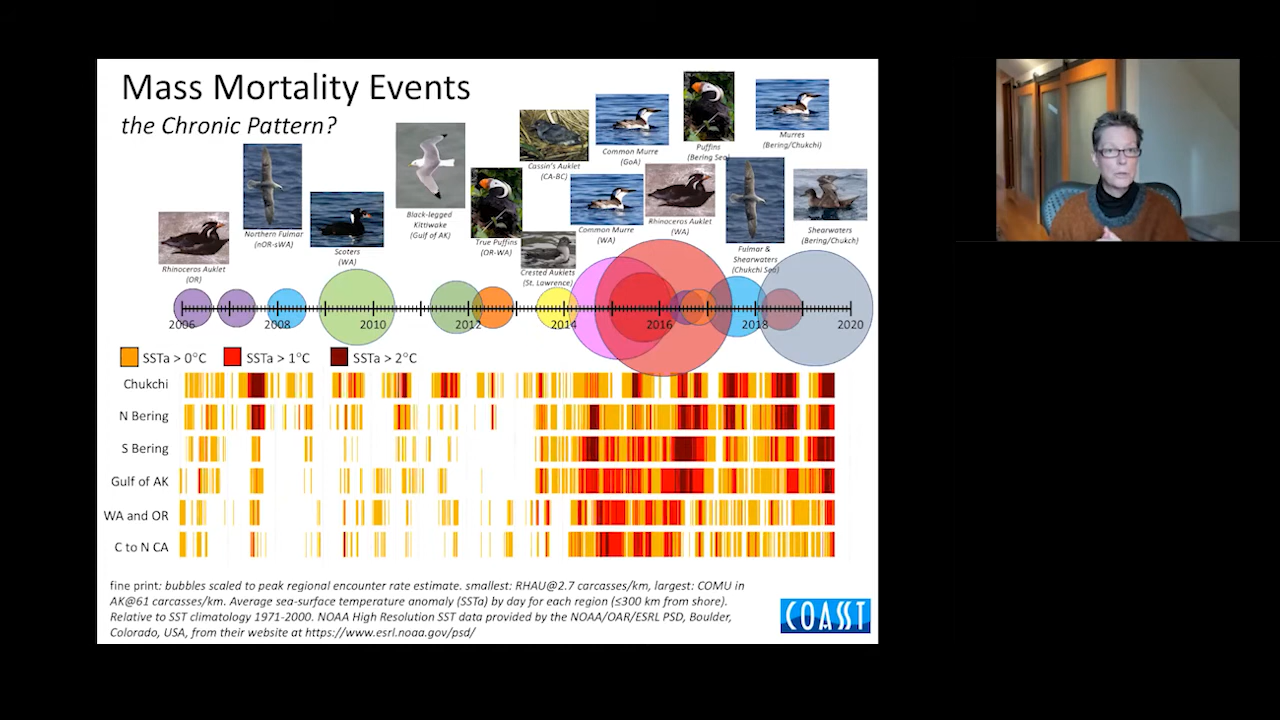 Mass Mortality Events
the Chronic Pattern?
Rhinoceros Auklet
(OR)
Northern Fulmar
(nOR-sWA)
Scoters
(WA)
Black-legged
Kittiwake
(Gulf of AK)
True Puffins
(OR-WA)
Cassin's Auklet
(CA-BC)
Crested Auklets
(St. Lawrence)
Common Murre
(GoA)
Common Murre
(WA)
Rhinoceros Auklet
(WA)
Puffins
(Bering Sea)
Fulmar &
Shearwaters
(Chukchi Sea)
Murres
(Bering/Chukchi)
Shearwaters
(Bering/Chukch)
2006 2008 2010 2012 2014 2016 2018 2020
SSTa > 0°C SSTa > 1°C SSTa > 2°C
Chukchi
N Bering
S Bering
Gulf of AK
WA and OR
C to N CA
fine print: bubbles scaled to peak regional encounter rate estimate. smallest: RHAU@2.7 carcasses/km, largest: COMU in
AK@61 carcasses/km. Average sea-surface temperature anomaly (SSTa) by day for each region (≤300 km from shore).
Relative to SST climatology 1971-2000. NOAA High Resolution SST data provided by the NOAA/OAR/ESRL PSD, Boulder,
Colorado, USA, from their website at https://www.esrl.noaa.gov/psd/
COASST